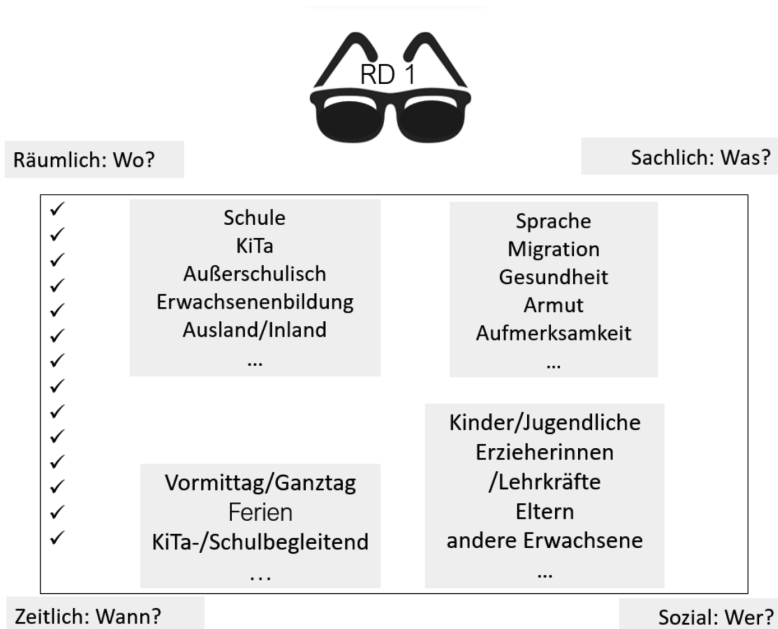 RD 1
Räumlich: Wo?
Sachlich: Was?
✓
✓
✓
✓
✓
✓
✓
✓
✓
✓
✓
✓
✓
✓
Schule
KiTa
Außerschulisch
Erwachsenenbildung
Ausland/Inland
...
Sprache
Migration
Gesundheit
Armut
Aufmerksamkeit
...
Vormittag/Ganztag
Ferien
KiTa-/Schulbegleitend
...
Kinder/Jugendliche
Erzieherinnen
/Lehrkräfte
Eltern
andere Erwachsene
...
Zeitlich: Wann?
Sozial: Wer?